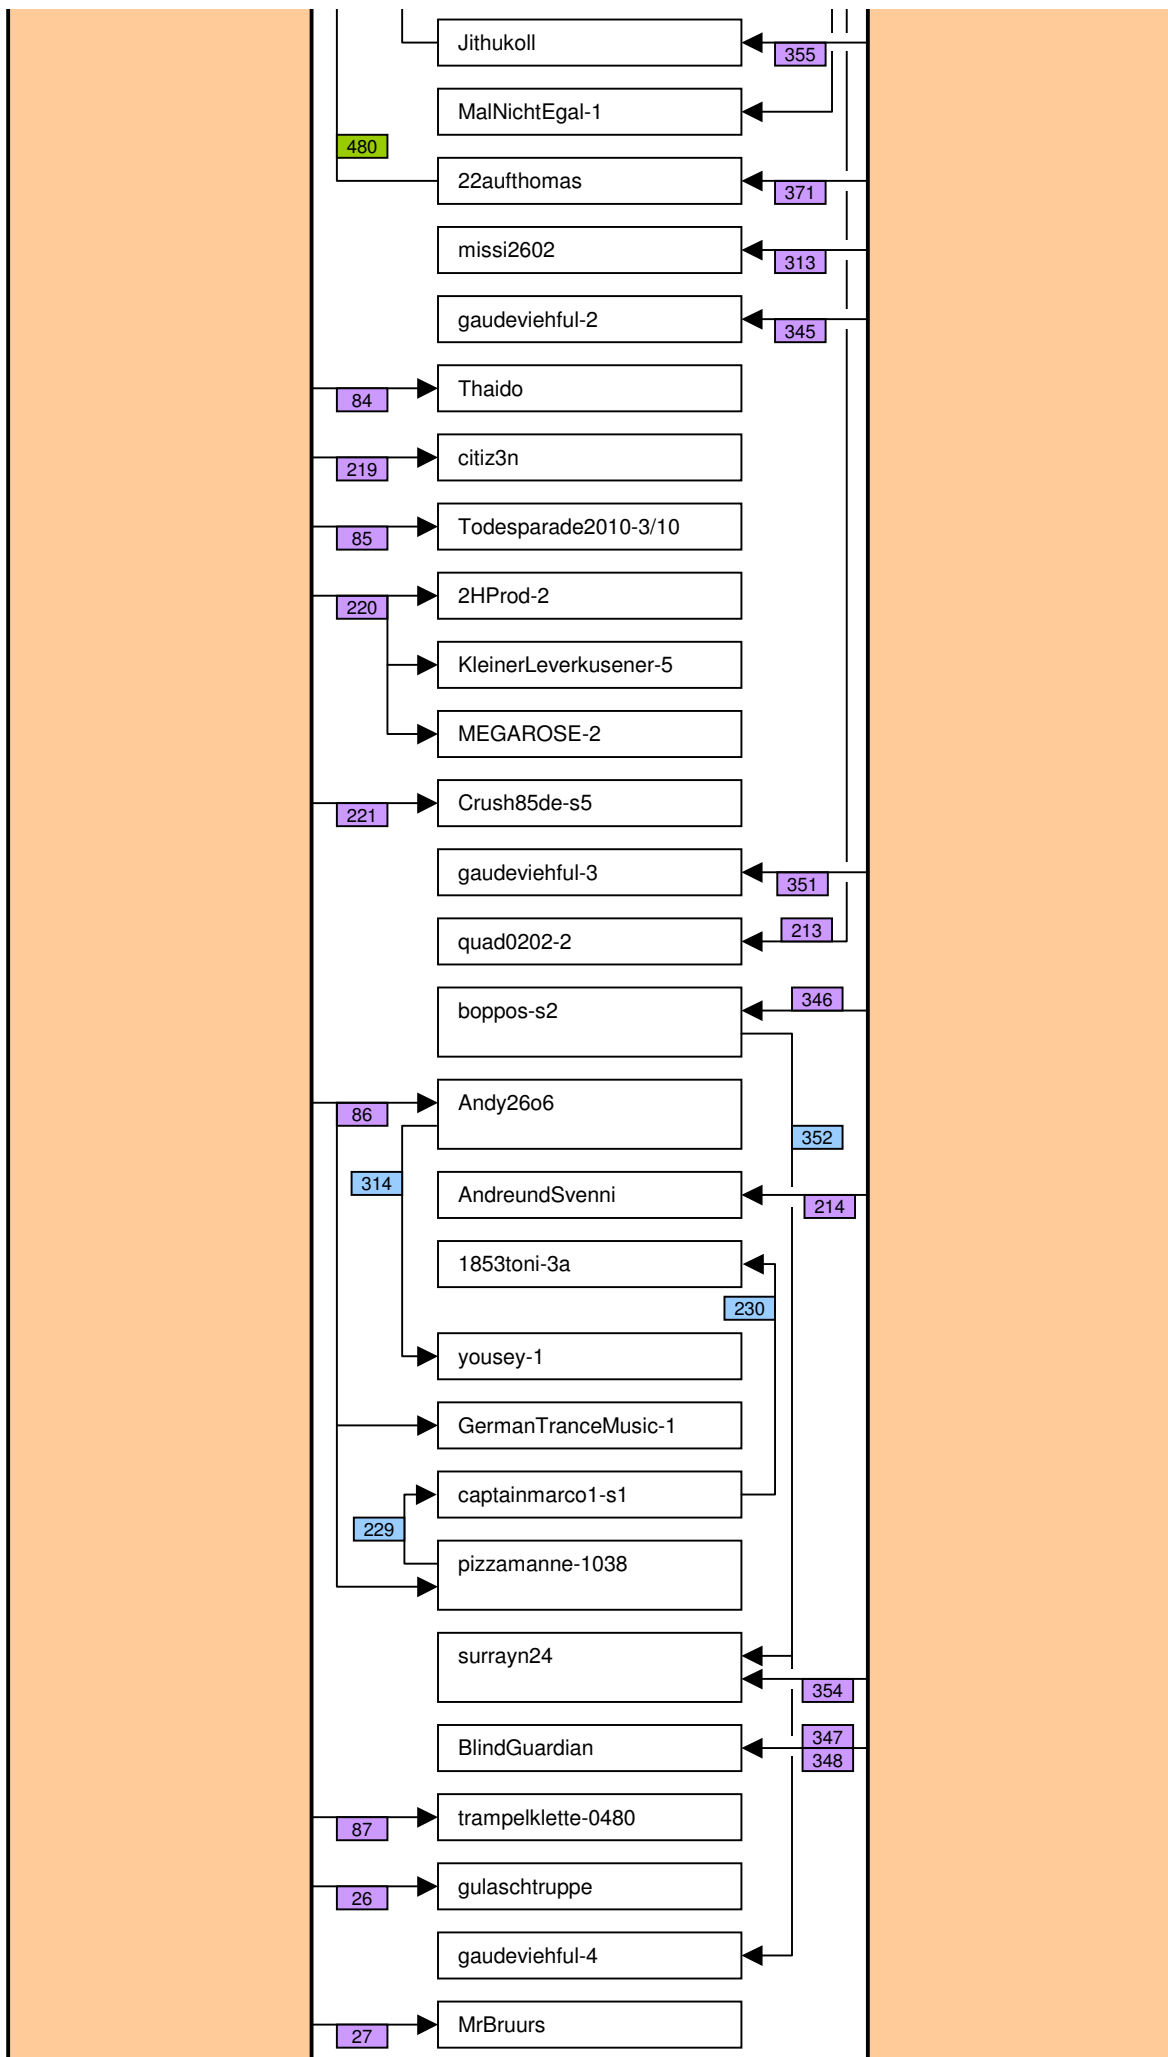 Jithukoll
355
MalNichtEgal-1
480
22aufthomas
371
missi2602
313
gaudeviehful-2
345
Thaido
84
citiz3n
219
Todesparade2010-3/10
85
2HProd-2
220
KleinerLeverkusener-5
MEGAROSE-2
Crush85de-s5
221
gaudeviehful-3
351
213
quad0202-2
346
boppos-s2
Andy26o6
86
352
314
AndreundSvenni
214
1853toni-3a
230
yousey-1
GermanTranceMusic-1
captainmarco1-s1
229
pizzamanne-1038
surrayn24
354
347
BlindGuardian
348
trampelklette-0480
87
gulaschtruppe
26
gaudeviehful-4
MrBruurs
27